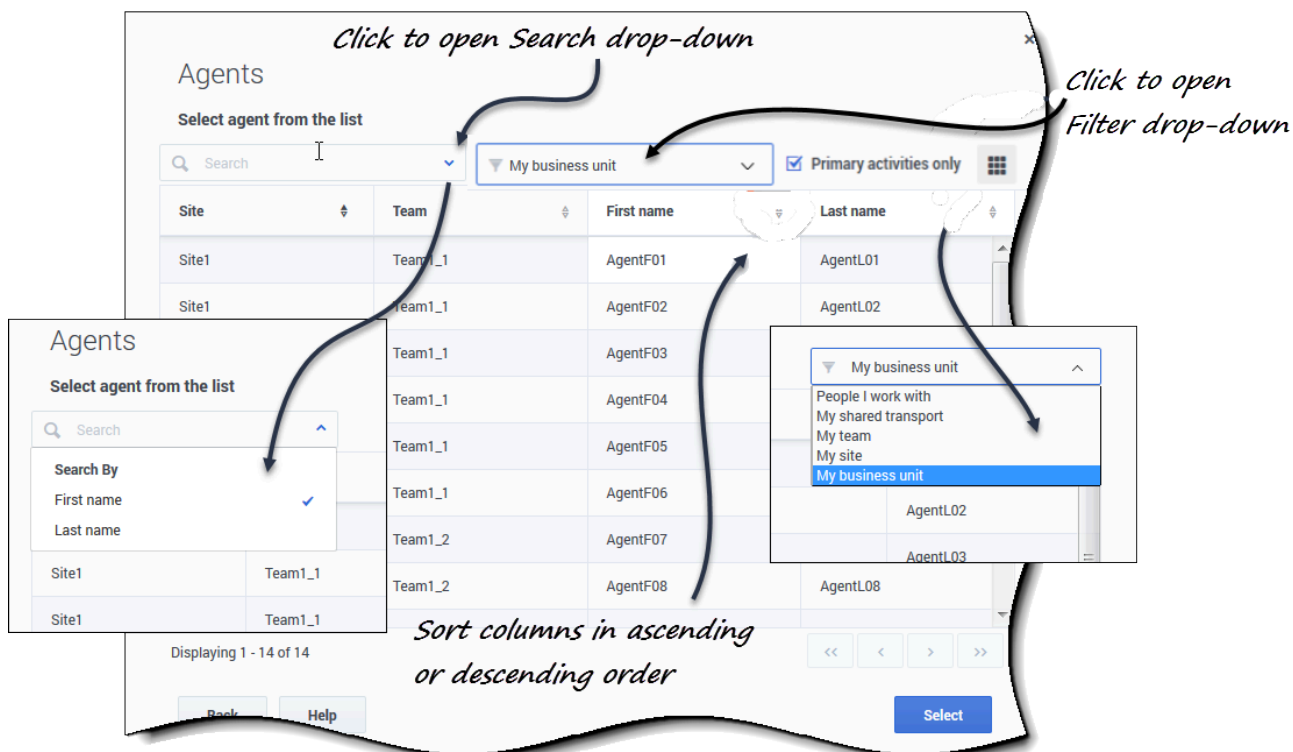 Click to open Search drop-down
Agents
Click to open
Filter drop-down
Select agent from the list
Search
My business unit
Primary activities only
Site Team First name Last name
Site1 Team1_1 AgentF01 AgentL01
Site1 Team1_1 AgentF02 AgentL02
Team1_1 AgentF03
Team1_1 AgentF04
Team1_1 AgentF05
Team1_1 AgentF06
Team1_2 AgentF07
Team1_2 AgentF08 AgentL08
Agents
Select agent from the list
Search
Search By
First name
Last name
Site1 Team1_1
Site1 Team1_1
My business unit
People I work with
My shared transport
My team
My site
My business unit
AgentL02
AgentL03
Sort columns in ascending
or descending order
Displaying 1 - 14 of 14
<< < > >>
Back Help Select